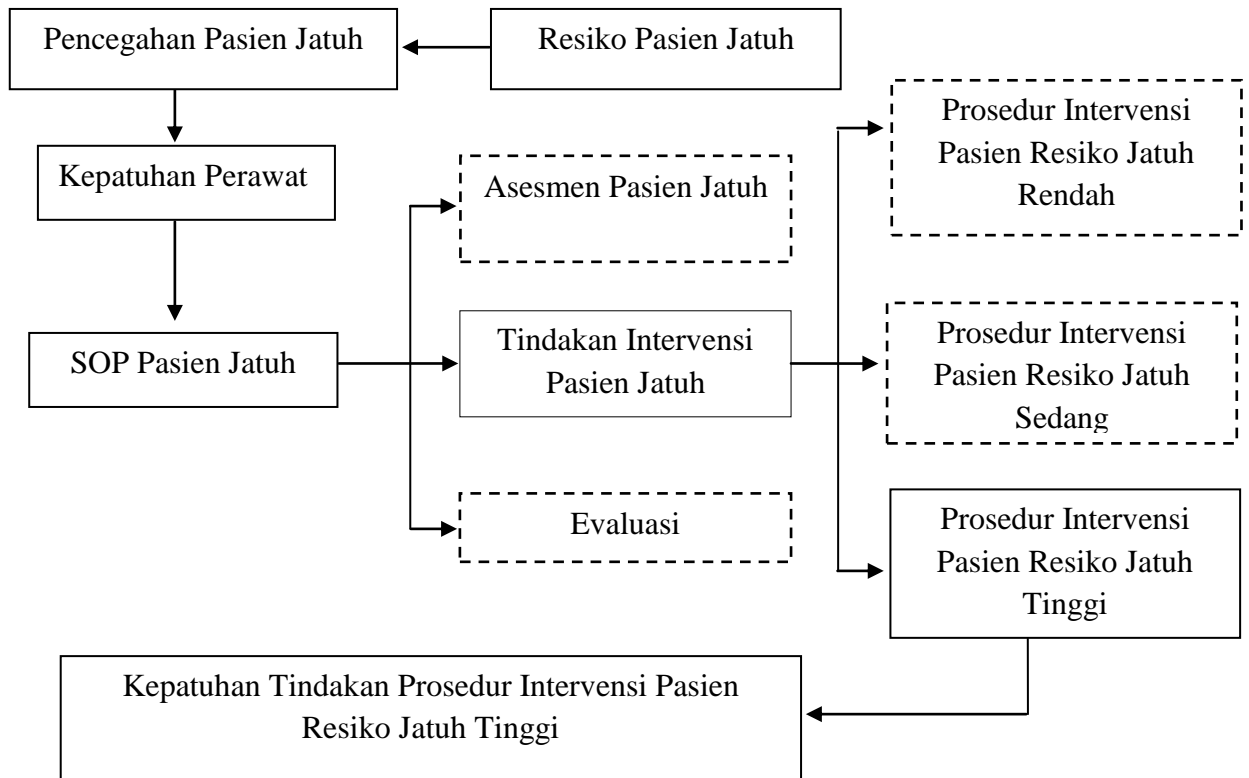 Pencegahan Pasien Jatuh
Resiko Pasien Jatuh
Kepatuhan Perawat
SOP Pasien Jatuh
Asesmen Pasien Jatuh
Tindakan Intervensi
Pasien Jatuh
Evaluasi
Prosedur Intervensi
Pasien Resiko Jatuh
Rendah
Prosedur Intervensi
Pasien Resiko Jatuh
Sedang
Prosedur Intervensi
Pasien Resiko Jatuh
Tinggi
Kepatuhan Tindakan Prosedur Intervensi Pasien
Resiko Jatuh Tinggi